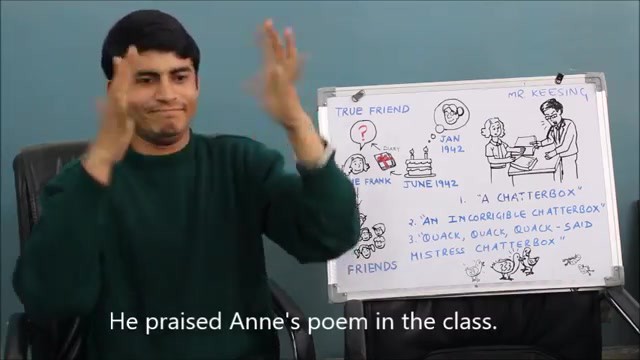 TRUE FRIEND
MR KEESING
?
DIARY
JAN
1942
NE FRANK
JUNE 1942
1. "A CHATTERBOX"
2. "AN INCORRIGIBLE CHATTERBOX"
3. "QUACK, QUACK, QUACK - SAID
MISTRESS CHATTERBOX"
FRIENDS
He praised Anne's poem in the class.